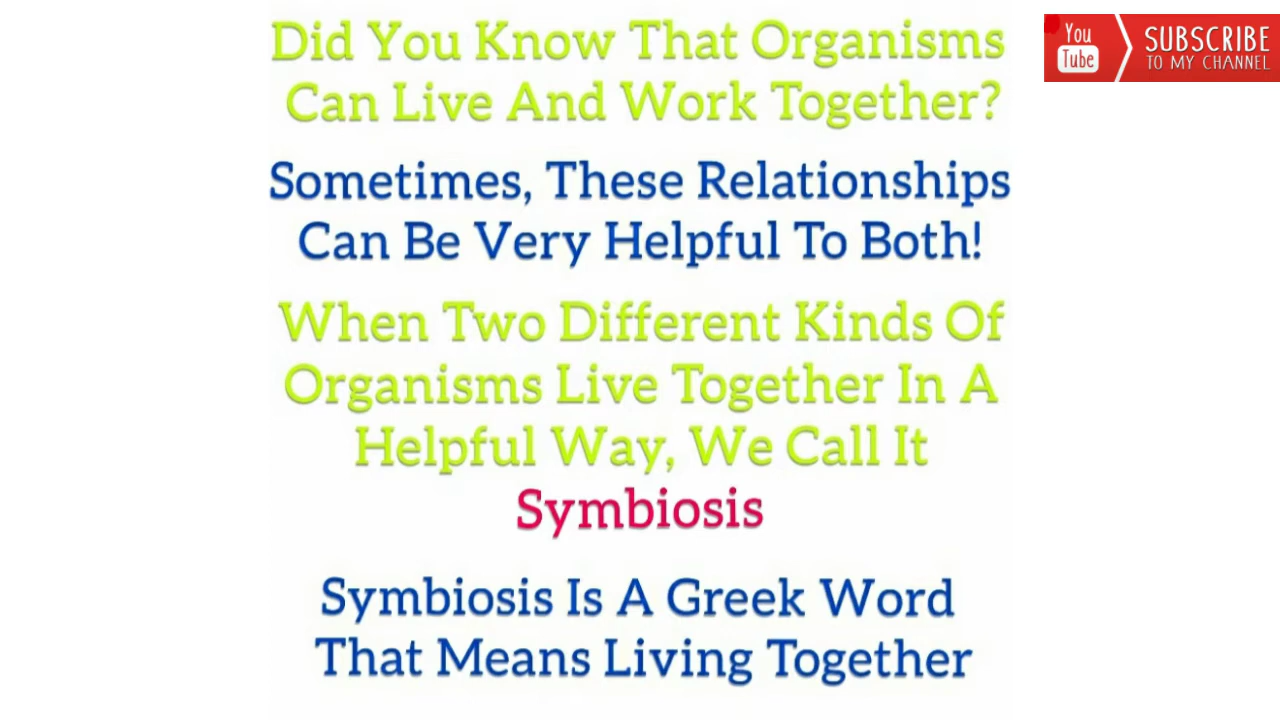 Did You Know That Organisms
Can Live And Work Together?
Sometimes, These Relationships
Can Be Very Helpful To Both!
When Two Different Kinds Of
Organisms Live Together In A
Helpful Way, We Call It
Symbiosis
Symbiosis Is A Greek Word
That Means Living Together
You
Tube
SUBSCRIBE
TO MY CHANNEL